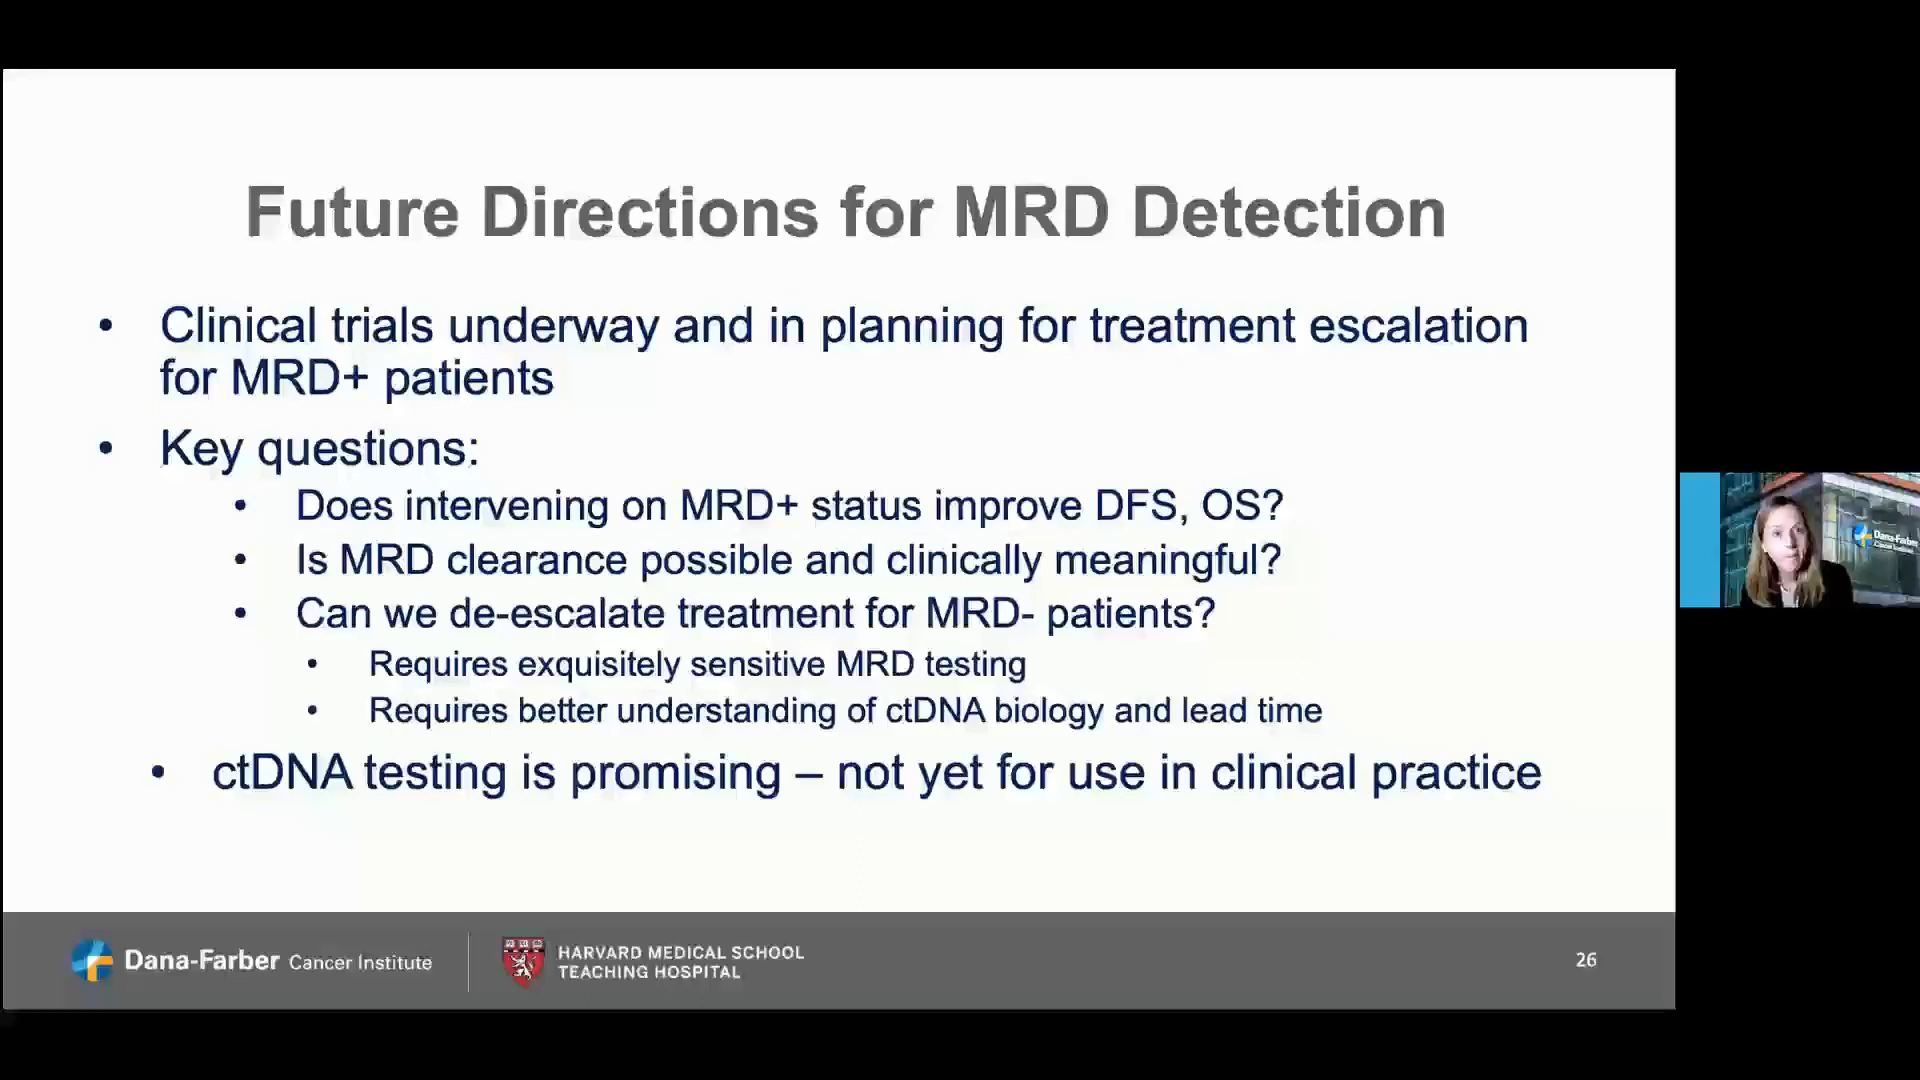 Future Directions for MRD Detection
• Clinical trials underway and in planning for treatment escalation
for MRD+ patients
• Key questions:
• Does intervening on MRD+ status improve DFS, OS?
• Is MRD clearance possible and clinically meaningful?
• Can we de-escalate treatment for MRD- patients?
• Requires exquisitely sensitive MRD testing
• Requires better understanding of ctDNA biology and lead time
• ctDNA testing is promising – not yet for use in clinical practice
Dana-Farber Cancer Institute
HARVARD MEDICAL SCHOOL
TEACHING HOSPITAL
26
Dana-Farber
Cancer Institute